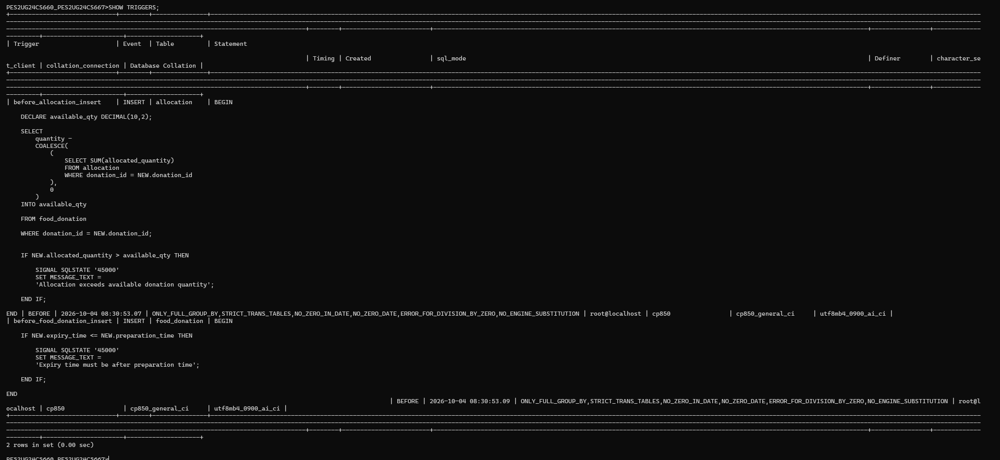 PES2UG24CS660_PES2UG24CS667>SHOW TRIGGERS;
| Trigger | Event | Table | Statement
| Timing | Created | sql_mode | Definer | character_se
t_client | collation_connection | Database Collation |
| before_allocation_insert | INSERT | allocation | BEGIN
DECLARE available_qty DECIMAL(10,2);
SELECT
quantity -
COALESCE(
(
SELECT SUM(allocated_quantity)
FROM allocation
WHERE donation_id = NEW.donation_id
),
0
)
INTO available_qty
FROM food_donation
WHERE donation_id = NEW.donation_id;
IF NEW.allocated_quantity > available_qty THEN
SIGNAL SQLSTATE '45000'
SET MESSAGE_TEXT =
'Allocation exceeds available donation quantity';
END IF;
END | BEFORE | 2026-10-04 08:30:53.07 | ONLY_FULL_GROUP_BY,STRICT_TRANS_TABLES,NO_ZERO_IN_DATE,NO_ZERO_DATE,ERROR_FOR_DIVISION_BY_ZERO,NO_ENGINE_SUBSTITUTION | root@localhost | cp850 | cp850_general_ci | utf8mb4_0900_ai_ci |
| before_food_donation_insert | INSERT | food_donation | BEGIN
IF NEW.expiry_time <= NEW.preparation_time THEN
SIGNAL SQLSTATE '45000'
SET MESSAGE_TEXT =
'Expiry time must be after preparation time';
END IF;
END
| BEFORE | 2026-10-04 08:30:53.09 | ONLY_FULL_GROUP_BY,STRICT_TRANS_TABLES,NO_ZERO_IN_DATE,NO_ZERO_DATE,ERROR_FOR_DIVISION_BY_ZERO,NO_ENGINE_SUBSTITUTION | root@l
ocalhost | cp850 | cp850_general_ci | utf8mb4_0900_ai_ci |
2 rows in set (0.00 sec)
PES2UG24CS660_PES2UG24CS667>